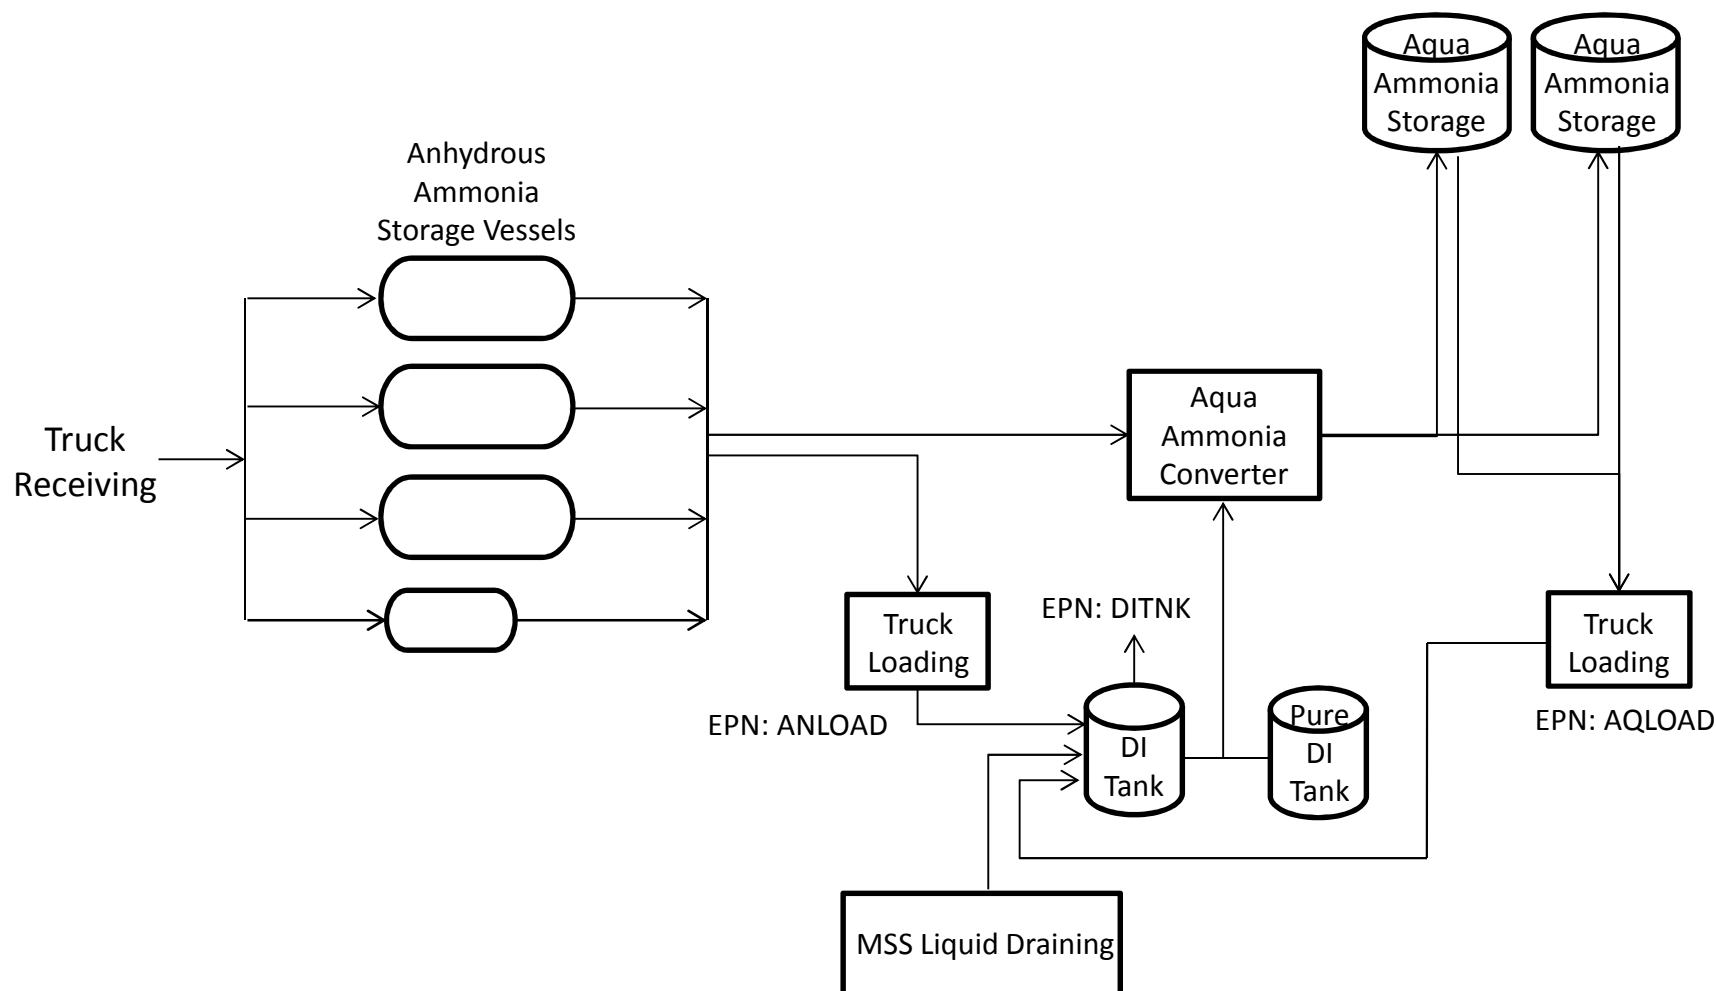 Aqua
Ammonia
Storage
Aqua
Ammonia
Storage
Anhydrous
Ammonia
Storage Vessels
Truck
Receiving
Aqua
Ammonia
Converter
Truck
Loading
EPN: ANLOAD
EPN: DITNK
DI
Tank
Pure
DI
Tank
Truck
Loading
EPN: AQLOAD
MSS Liquid Draining